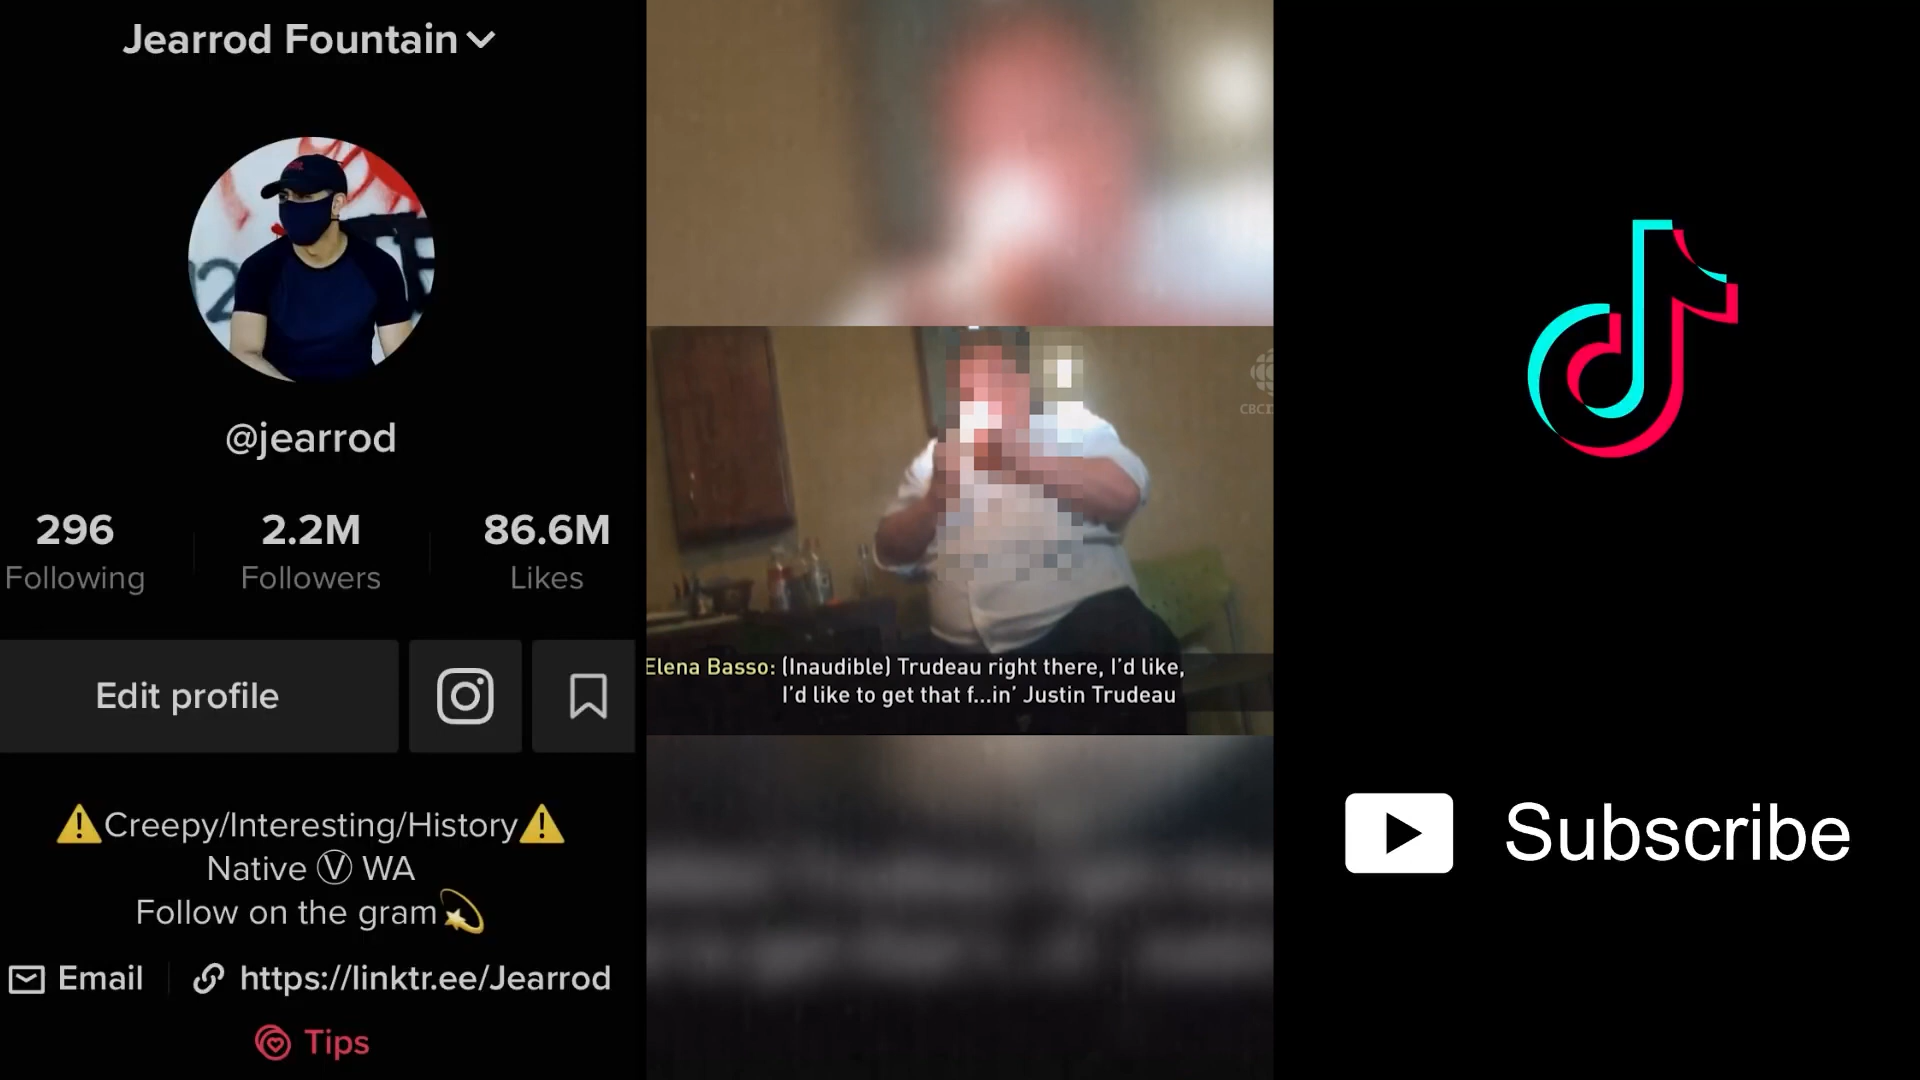 Jearrod Fountain
@jearrod
296
Following
2.2M
Followers
86.6M
Likes
Edit profile
⚠️Creepy/Interesting/History⚠️
Native Ⓥ WA
Follow on the gram💫
Email
https://linktr.ee/Jearrod
Tips
CBC
Elena Basso: (Inaudible) Trudeau right there, I'd like,
I'd like to get that f...in' Justin Trudeau
Subscribe